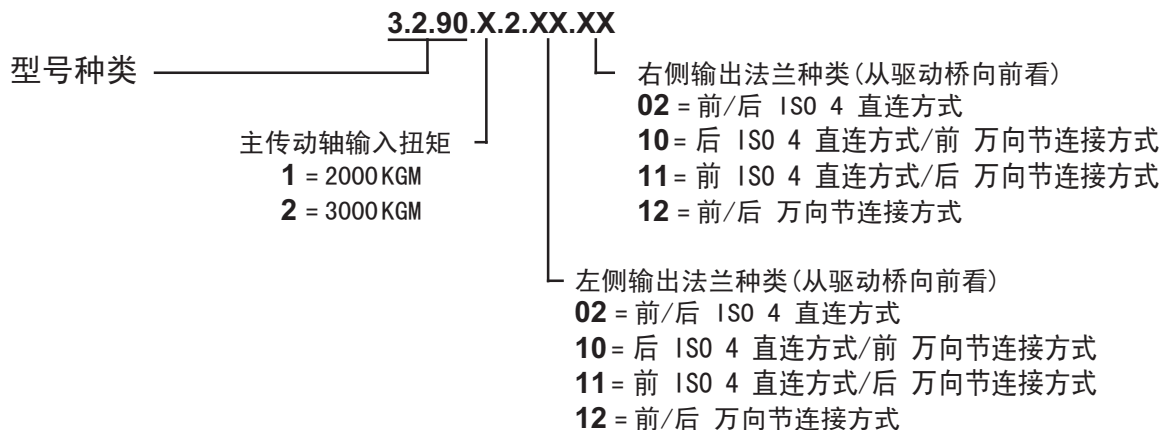 3.2.90.X.2.XX.XX
型号种类
主传动轴输入扭矩
1 = 2000KGM
2 = 3000KGM
右侧输出法兰种类(从驱动桥向前看)
02 = 前/后 ISO 4 直连方式
10 = 后 ISO 4 直连方式/前 万向节连接方式
11 = 前 ISO 4 直连方式/后 万向节连接方式
12 = 前/后 万向节连接方式
左侧输出法兰种类(从驱动桥向前看)
02 = 前/后 ISO 4 直连方式
10 = 后 ISO 4 直连方式/前 万向节连接方式
11 = 前 ISO 4 直连方式/后 万向节连接方式
12 = 前/后 万向节连接方式